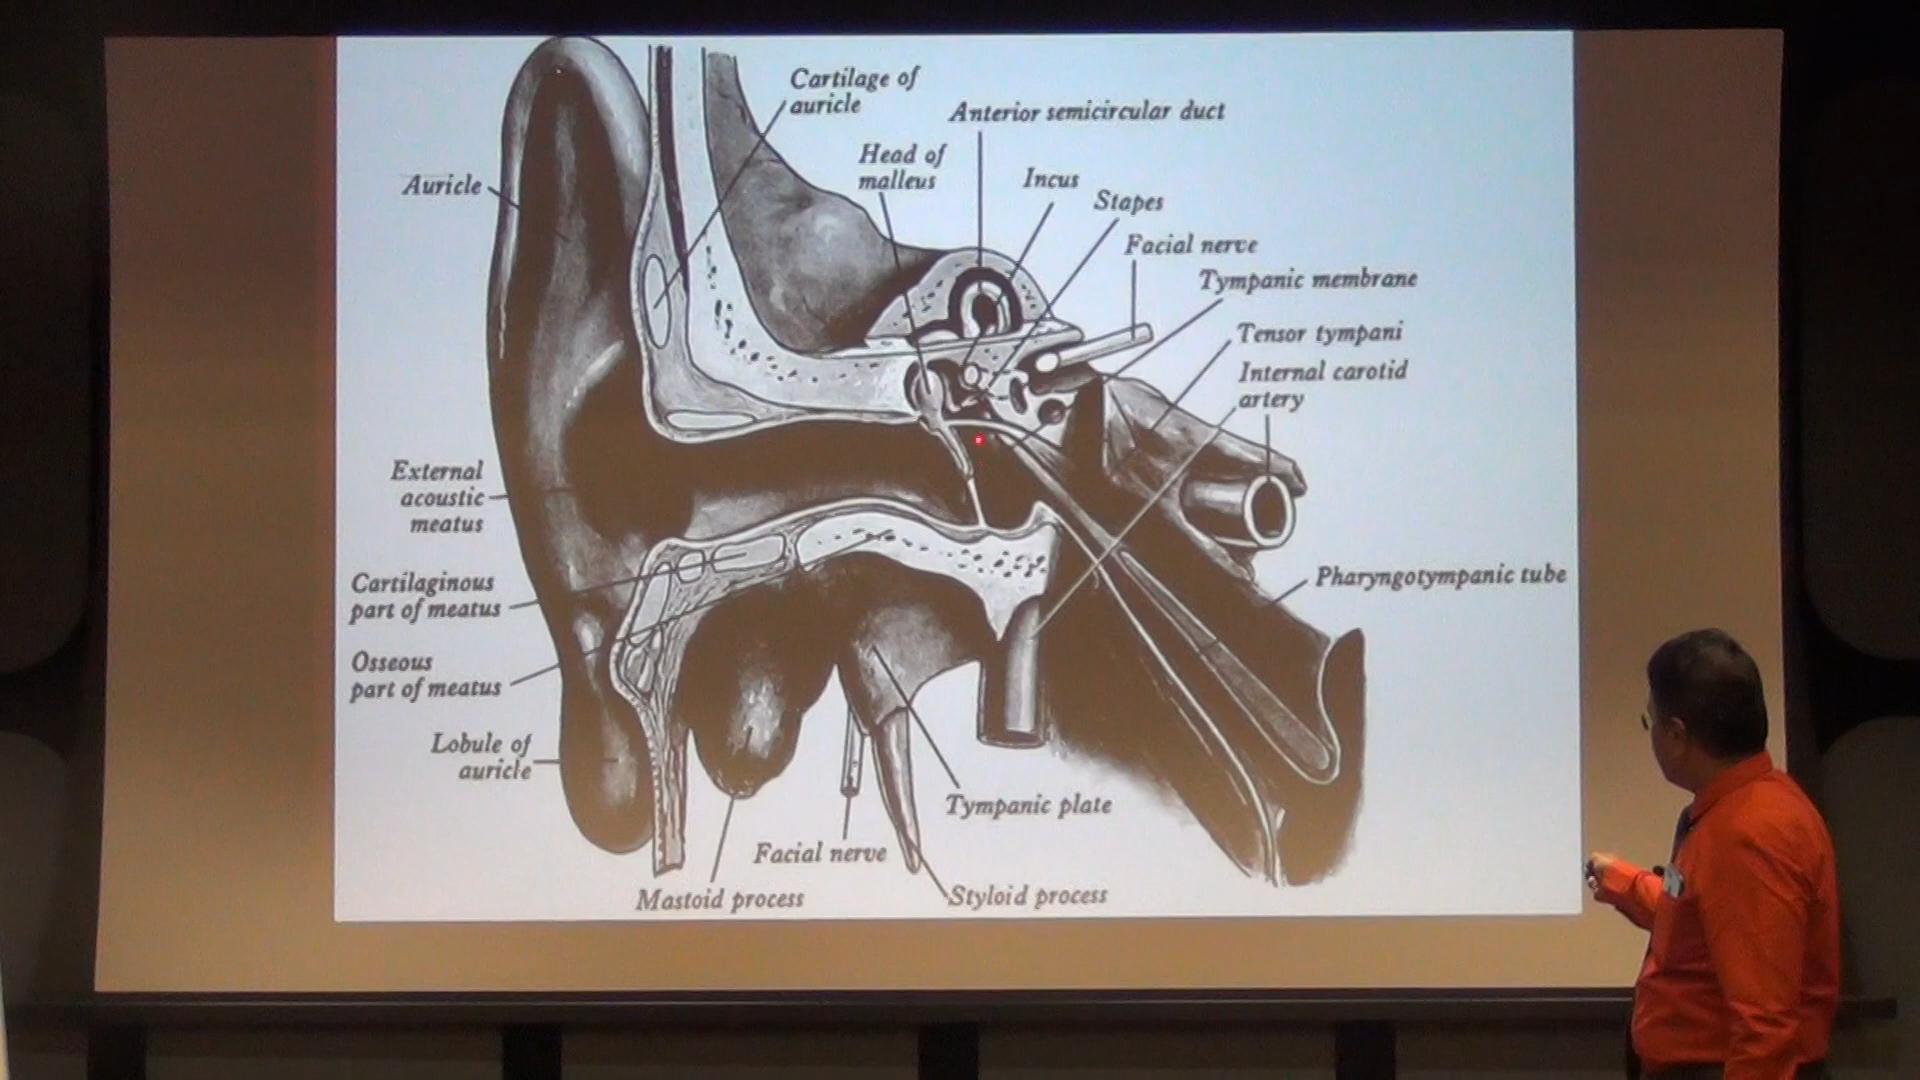 Cartilage of
auricle
Anterior semicircular duct
Head of
malleus
Auricle
Incus
Stapes
Facial nerve
Tympanic membrane
Tensor tympani
Internal carotid
artery
External
acoustic
meatus
Pharyngotympanic tube
Cartilaginous
part of meatus
Osseous
part of meatus
Lobule of
auricle
Tympanic plate
Facial nerve
Mastoid process
Styloid process